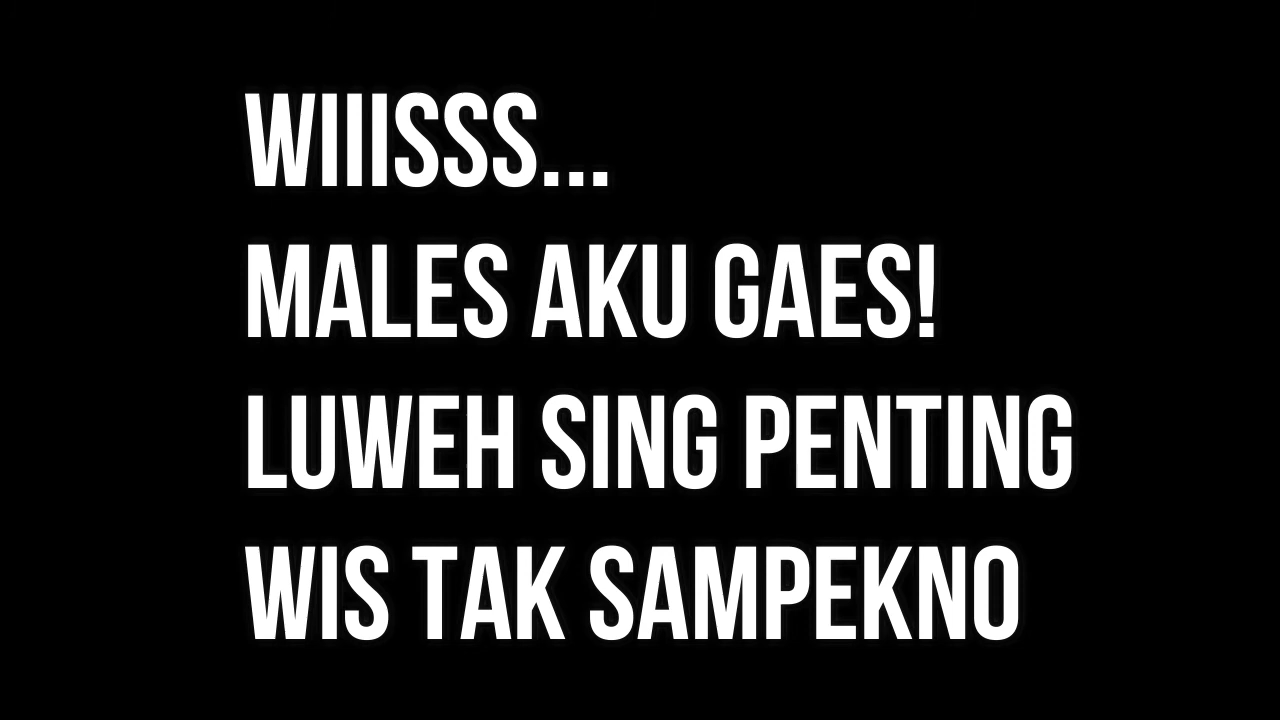 WIIISSS...
MALES AKU GAES!
LUWEH SING PENTING
WIS TAK SAMPEKNO